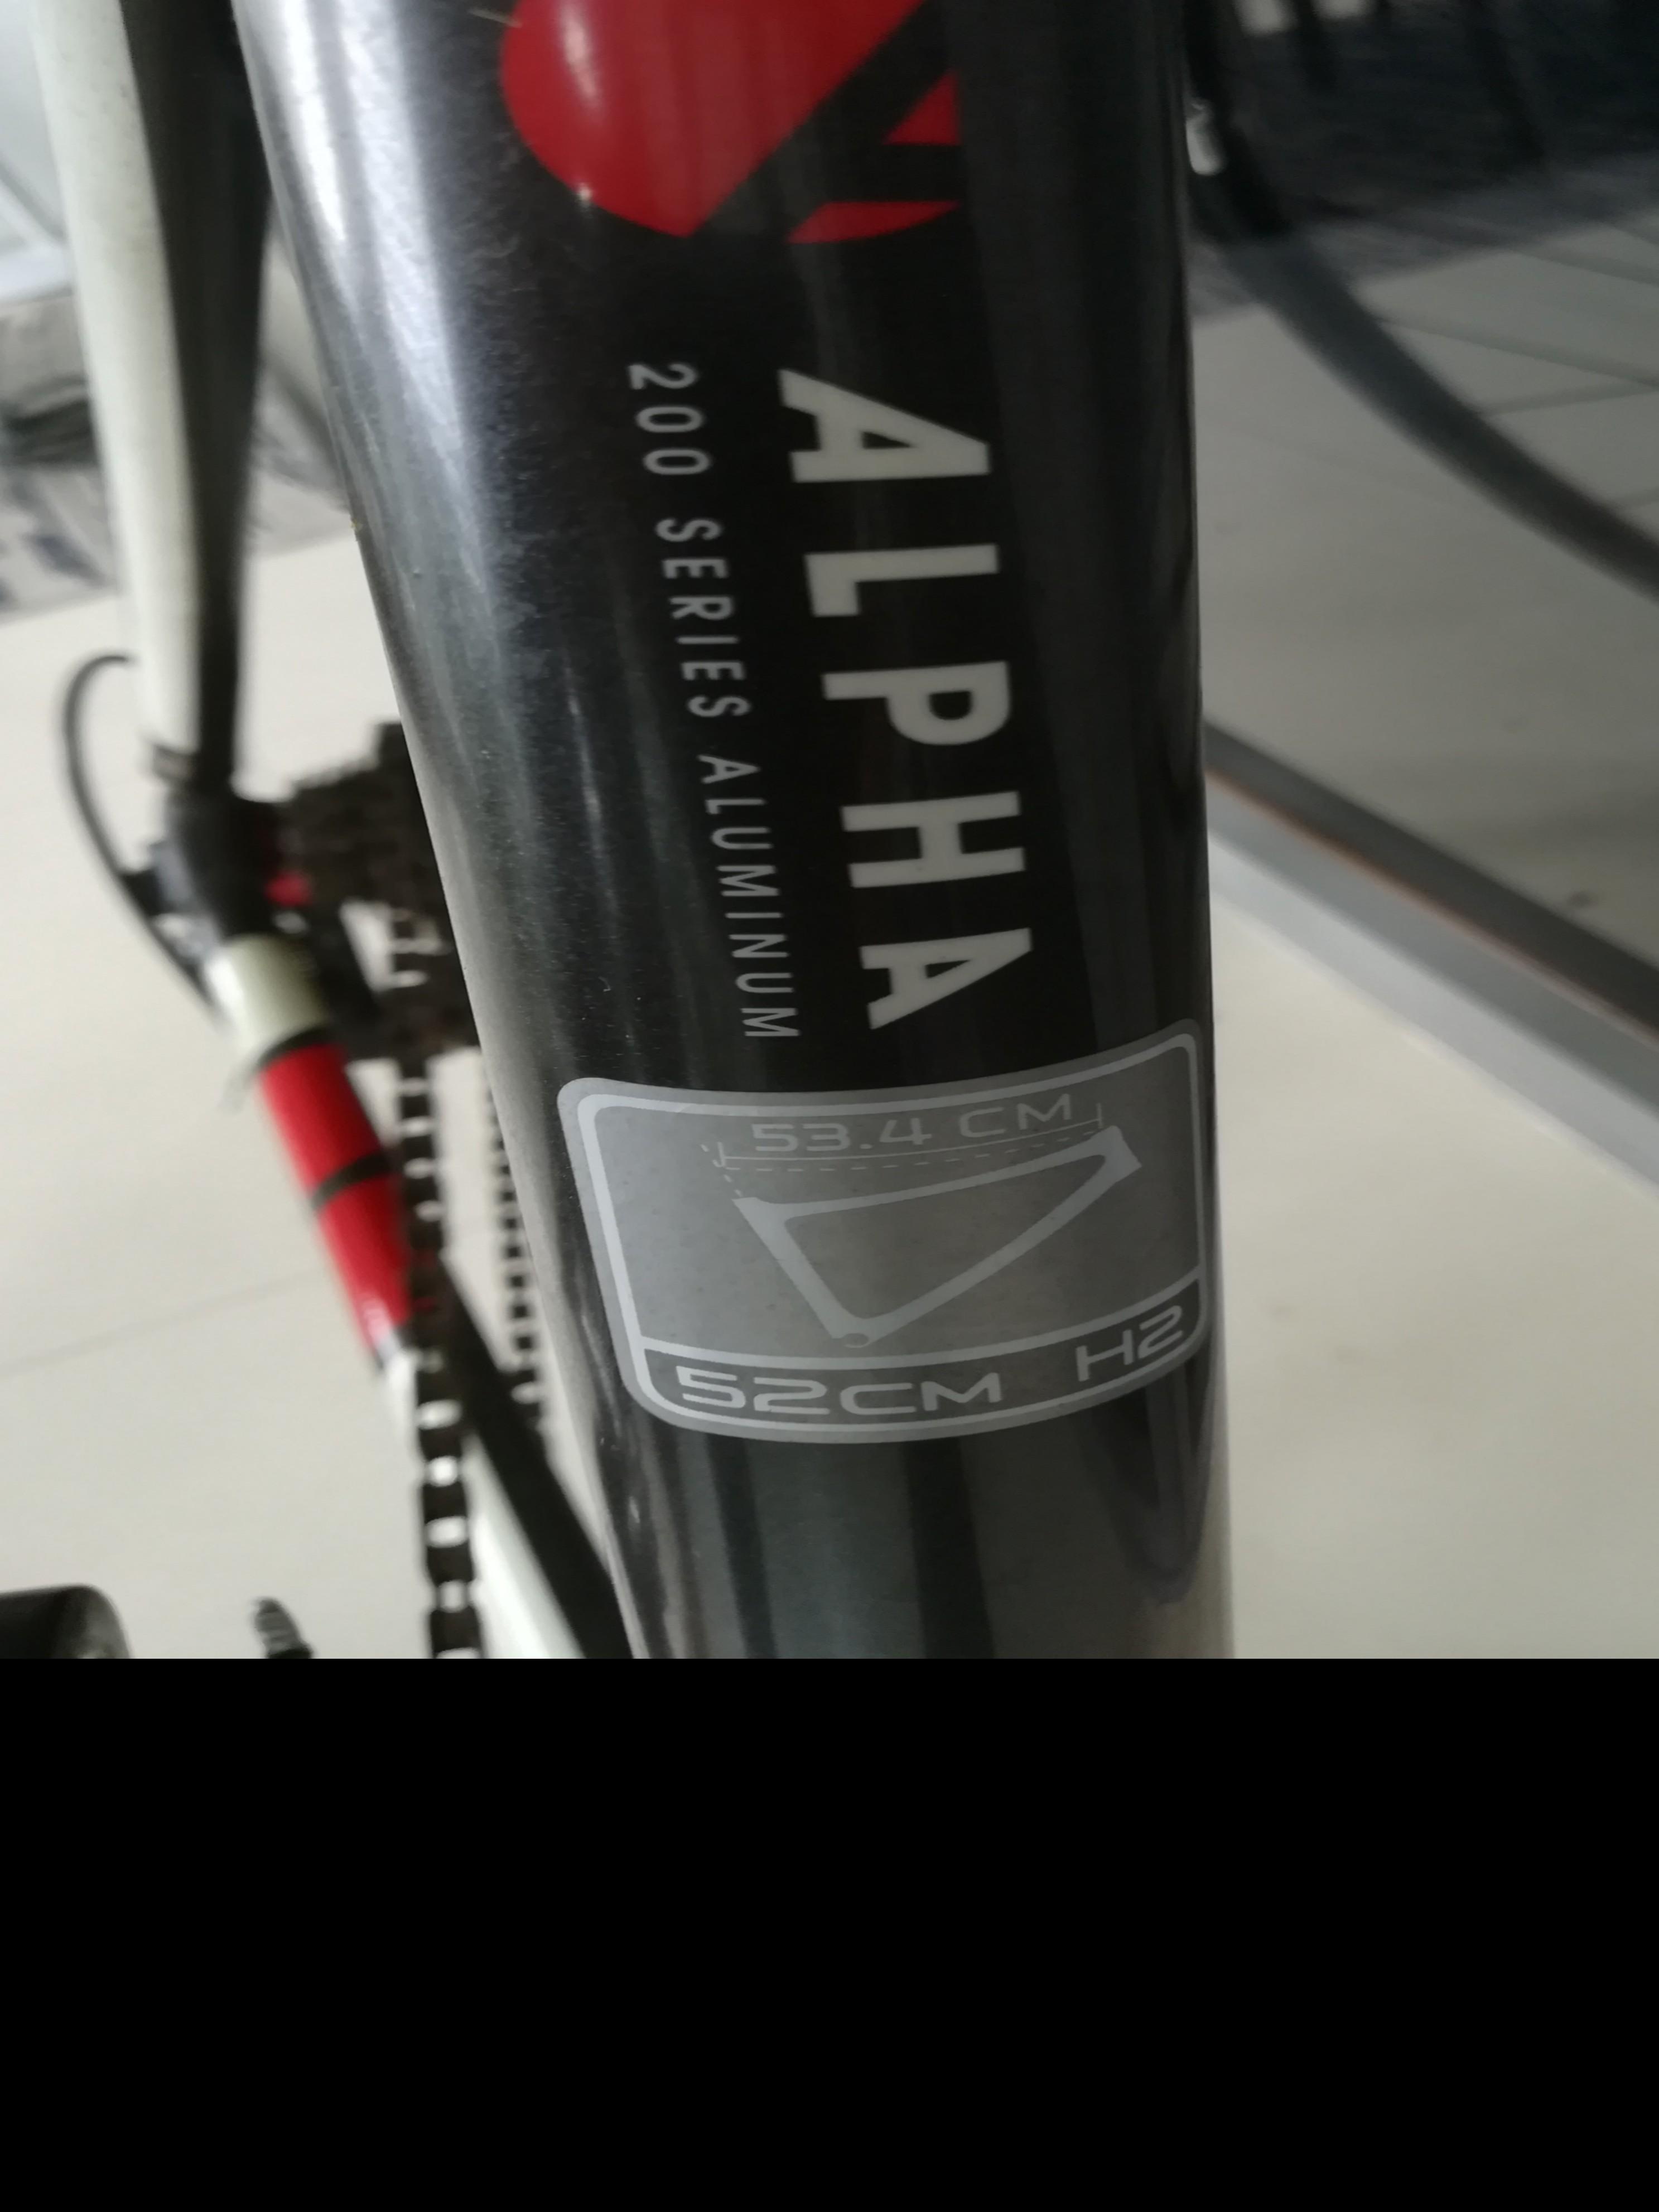 ALPHA
200 SERIES ALUMINUM
53.4 CM
52CM H2